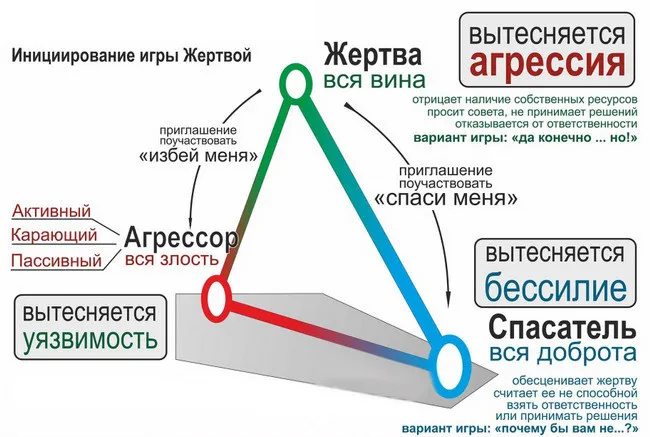 Инициирование игры Жертвой
Жертва
вся вина
вытесняется
агрессия
отрицает наличие собственных ресурсов
просит совета, не принимает решений
отказывается от ответственности
вариант игры: «да конечно ... но!»
приглашение
поучаствовать
«избей меня»
приглашение
поучаствовать
«спаси меня»
Активный
Карающий
Пассивный
Агрессор
вся злость
вытесняется
уязвимость
вытесняется
бессилие
Спасатель
вся доброта
обесценивает жертву
считает ее не способной
взять ответственность
или принимать решения
вариант игры: «почему бы вам не...?»